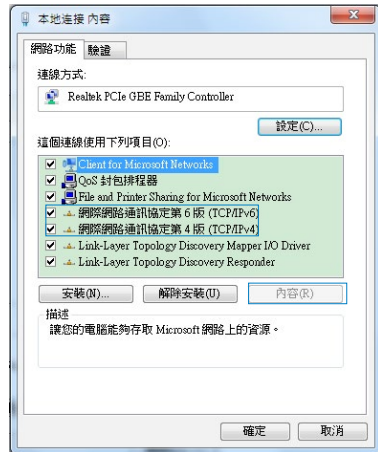 本地连接 內容
網路功能 驗證
連線方式:
Realtek PCIe GBE Family Controller
設定(C)...
這個連線使用下列項目(O):
Client for Microsoft Networks
QoS 封包排程器
File and Printer Sharing for Microsoft Networks
網際網路通訊協定第 6 版 (TCP/IPv6)
網際網路通訊協定第 4 版 (TCP/IPv4)
Link-Layer Topology Discovery Mapper I/O Driver
Link-Layer Topology Discovery Responder
安裝(N)... 解除安裝(U) 內容(R)
描述
讓您的電腦能夠存取 Microsoft 網路上的資源。
確定 取消